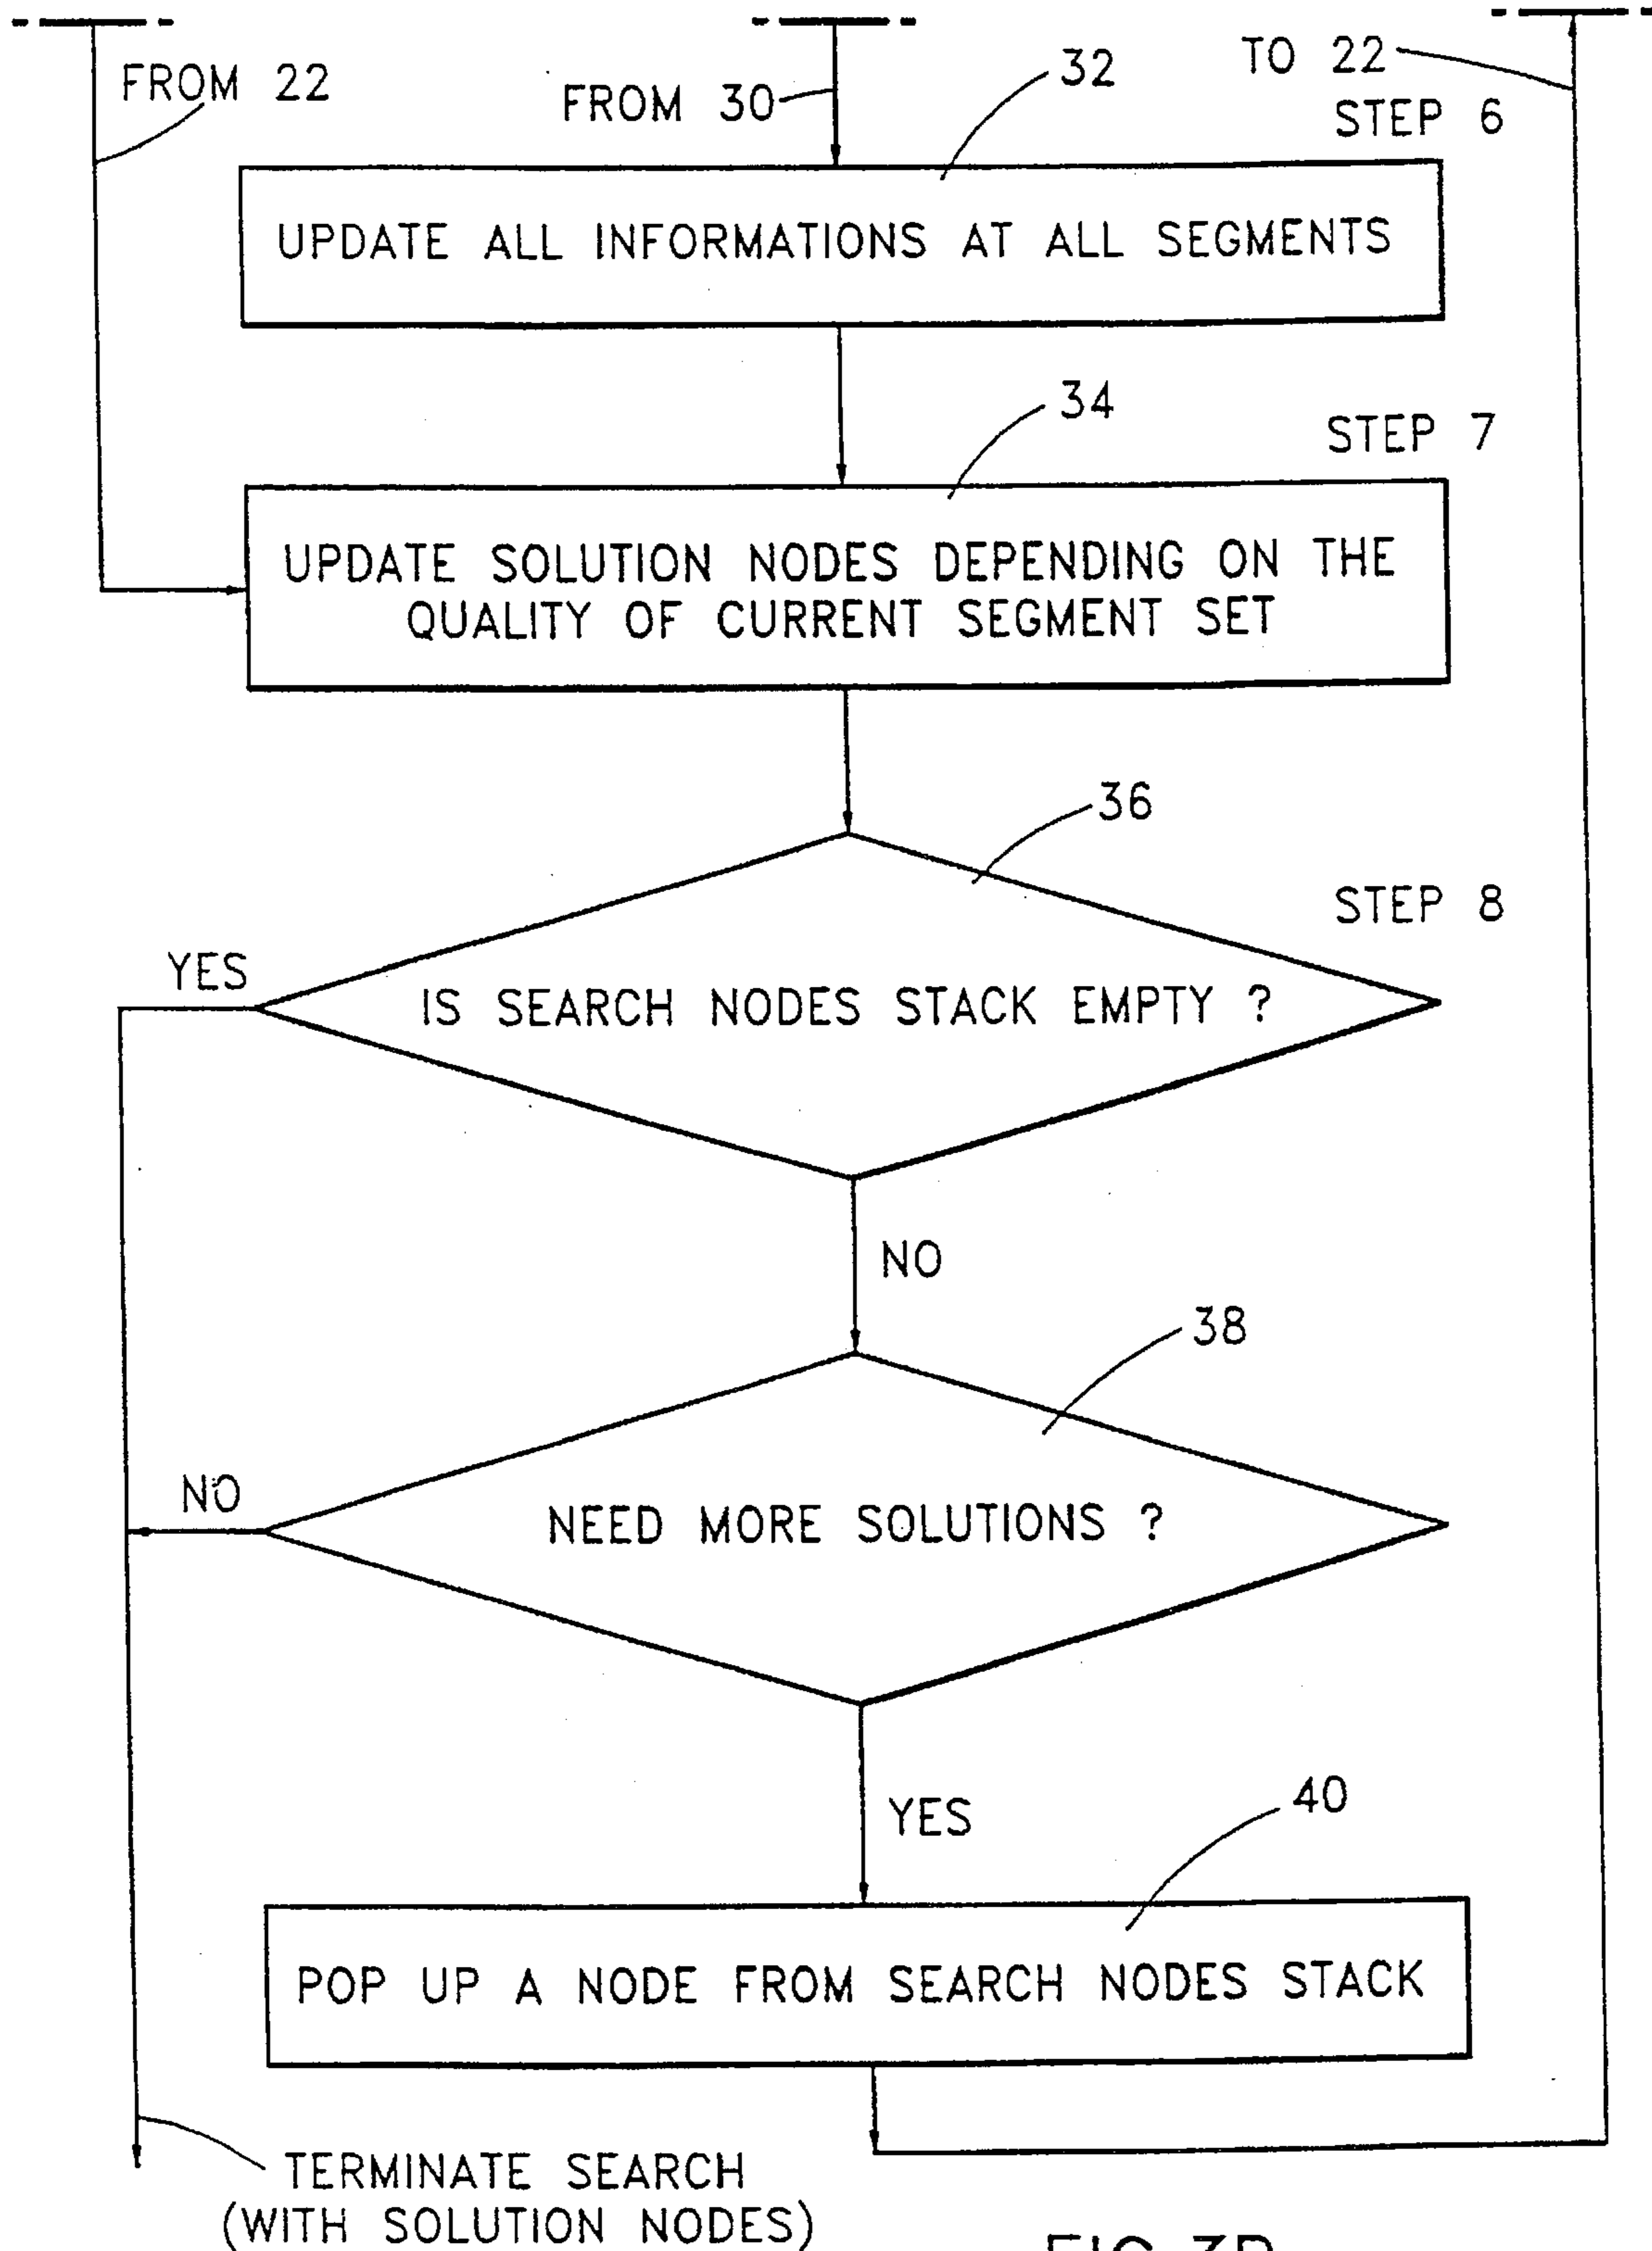 FROM 22
FROM 30
32
TO 22
STEP 6
UPDATE ALL INFORMATIONS AT ALL SEGMENTS
34
STEP 7
UPDATE SOLUTION NODES DEPENDING ON THE
QUALITY OF CURRENT SEGMENT SET
36
STEP 8
YES
IS SEARCH NODES STACK EMPTY ?
NO
38
NO
NEED MORE SOLUTIONS ?
YES
40
POP UP A NODE FROM SEARCH NODES STACK
TERMINATE SEARCH
(WITH SOLUTION NODES)